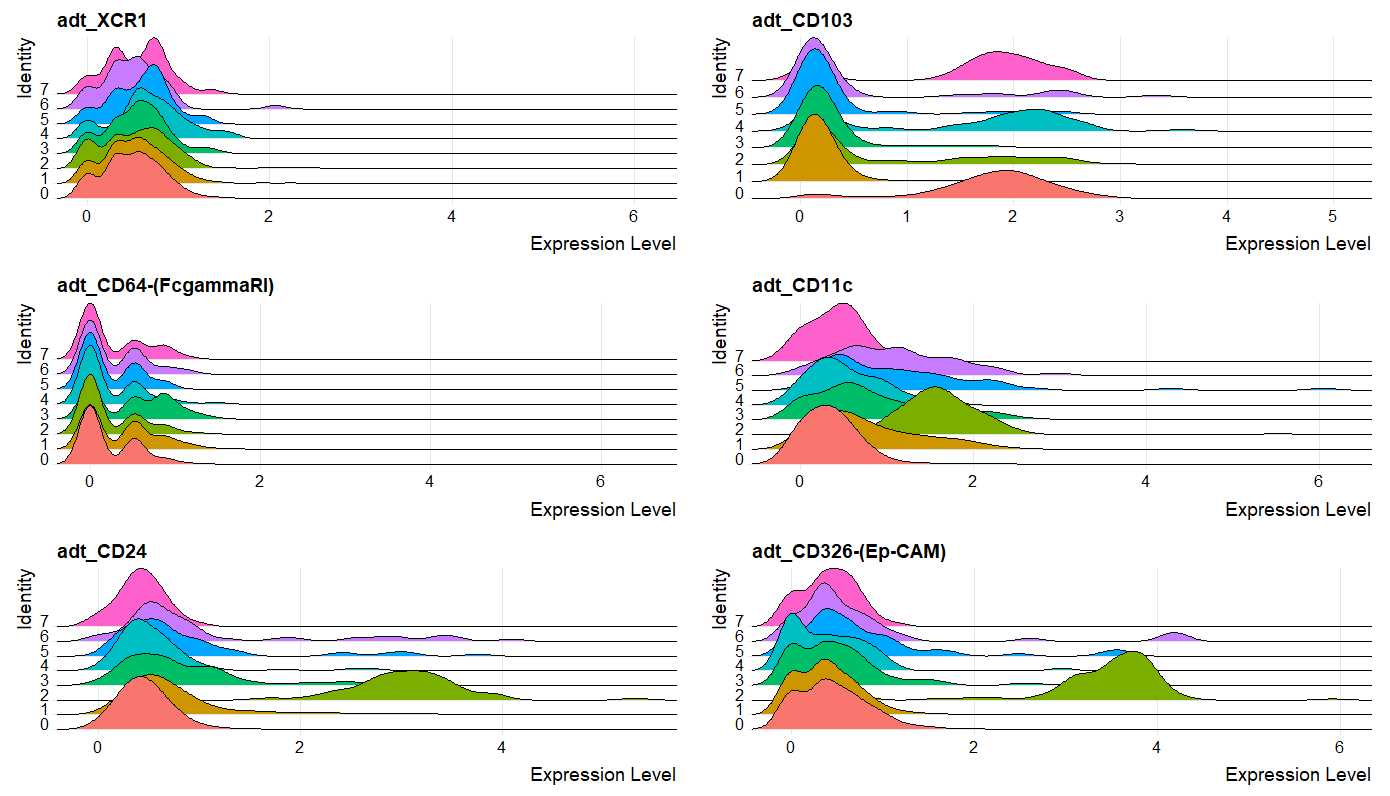 adt_XCR1
Identity
7
6
5
4
3
2
1
0
0 2 4 6
Expression Level
adt_CD103
Identity
7
6
5
4
3
2
1
0
0 1 2 3 4 5
Expression Level
adt_CD64-(FcgammaRI)
Identity
7
6
5
4
3
2
1
0
0 2 4 6
Expression Level
adt_CD11c
Identity
7
6
5
4
3
2
1
0
0 2 4 6
Expression Level
adt_CD24
Identity
7
6
5
4
3
2
1
0
0 2 4
Expression Level
adt_CD326-(Ep-CAM)
Identity
7
6
5
4
3
2
1
0
0 2 4 6
Expression Level